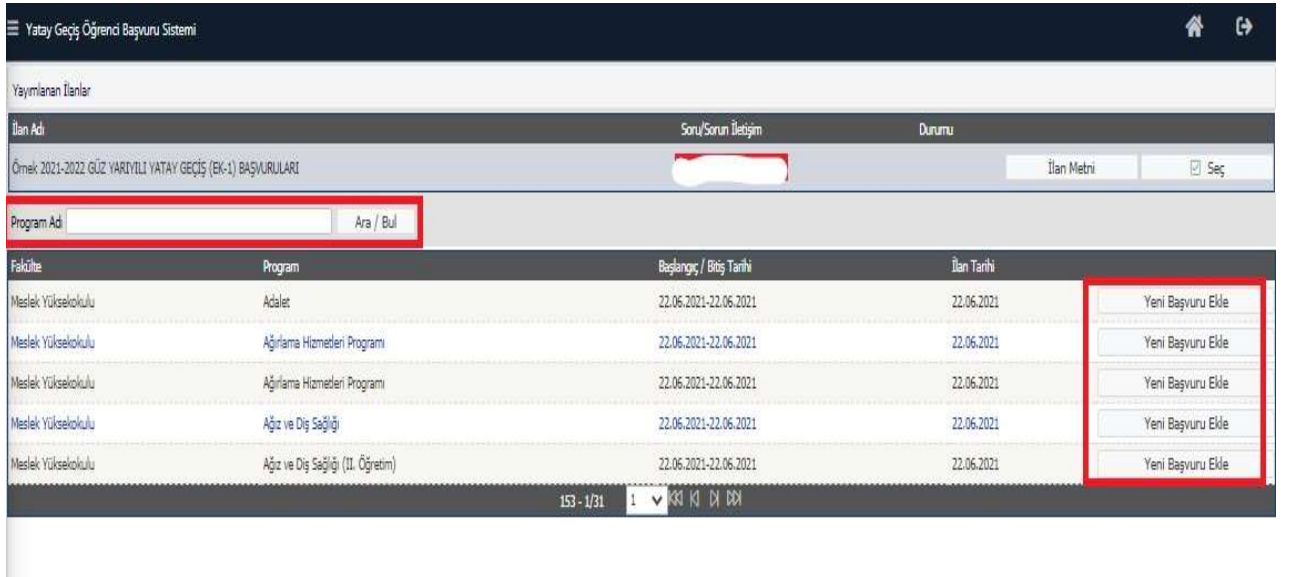 Yatay Geçiş Öğrenci Başvuru Sistemi
Yayımlanan İlanlar
İlan Adı Soru/Sorun İletişim Durumu
Örnek 2021-2022 GÜZ YARIYILI YATAY GEÇİŞ (EK-1) BAŞVURULARI İlan Metni Seç
Program Adı Ara / Bul
Fakülte Program Başlangıç / Bitiş Tarihi İlan Tarihi
Meslek Yüksekokulu Adalet 22.06.2021-22.06.2021 22.06.2021 Yeni Başvuru Ekle
Meslek Yüksekokulu Ağırlama Hizmetleri Programı 22.06.2021-22.06.2021 22.06.2021 Yeni Başvuru Ekle
Meslek Yüksekokulu Ağırlama Hizmetleri Programı 22.06.2021-22.06.2021 22.06.2021 Yeni Başvuru Ekle
Meslek Yüksekokulu Ağız ve Diş Sağlığı 22.06.2021-22.06.2021 22.06.2021 Yeni Başvuru Ekle
Meslek Yüksekokulu Ağız ve Diş Sağlığı (II. Öğretim) 22.06.2021-22.06.2021 22.06.2021 Yeni Başvuru Ekle
153 - 1/31 1